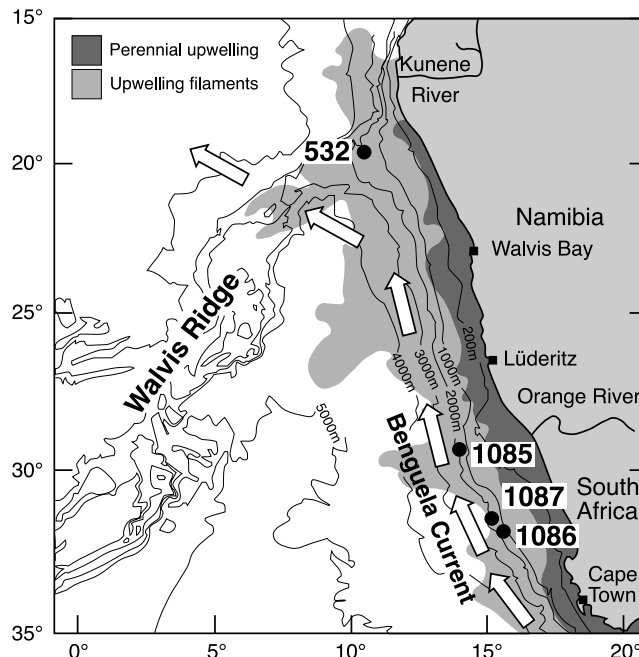 15°
Perennial upwelling
Upwelling filaments
Kunene
River
20°
532
Namibia
Walvis Bay
Walvis Ridge
25°
200m
1000m
2000m
3000m
4000m
5000m
Lüderitz
Orange River
Benguela Current
1085
30°
1087
South
Africa
1086
Cape
Town
35°
0°
5°
10°
15°
20°